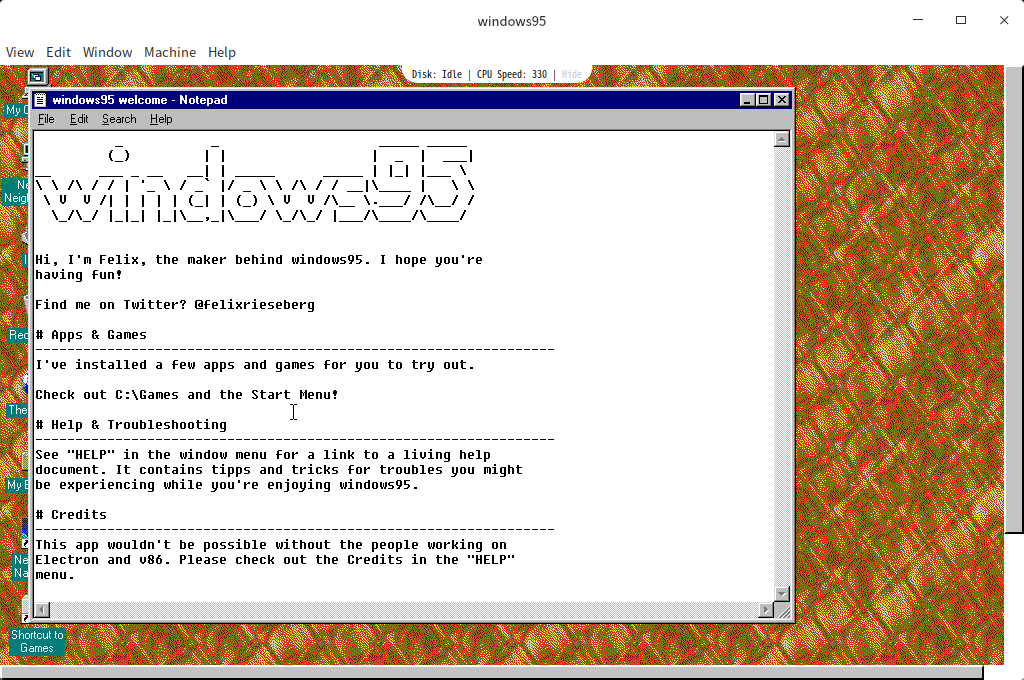 windows95
View Edit Window Machine Help
Disk: Idle | CPU Speed: 330 | Hide
windows95 welcome - Notepad
File Edit Search Help
windows95
Hi, I'm Felix, the maker behind windows95. I hope you're
having fun!
Find me on Twitter? @felixrieseberg
# Apps & Games
I've installed a few apps and games for you to try out.
Check out C:\Games and the Start Menu!
# Help & Troubleshooting
See "HELP" in the window menu for a link to a living help
document. It contains tipps and tricks for troubles you might
be experiencing while you're enjoying windows95.
# Credits
This app wouldn't be possible without the people working on
Electron and v86. Please check out the Credits in the "HELP"
menu.
My
The
My
Shortcut to
Games